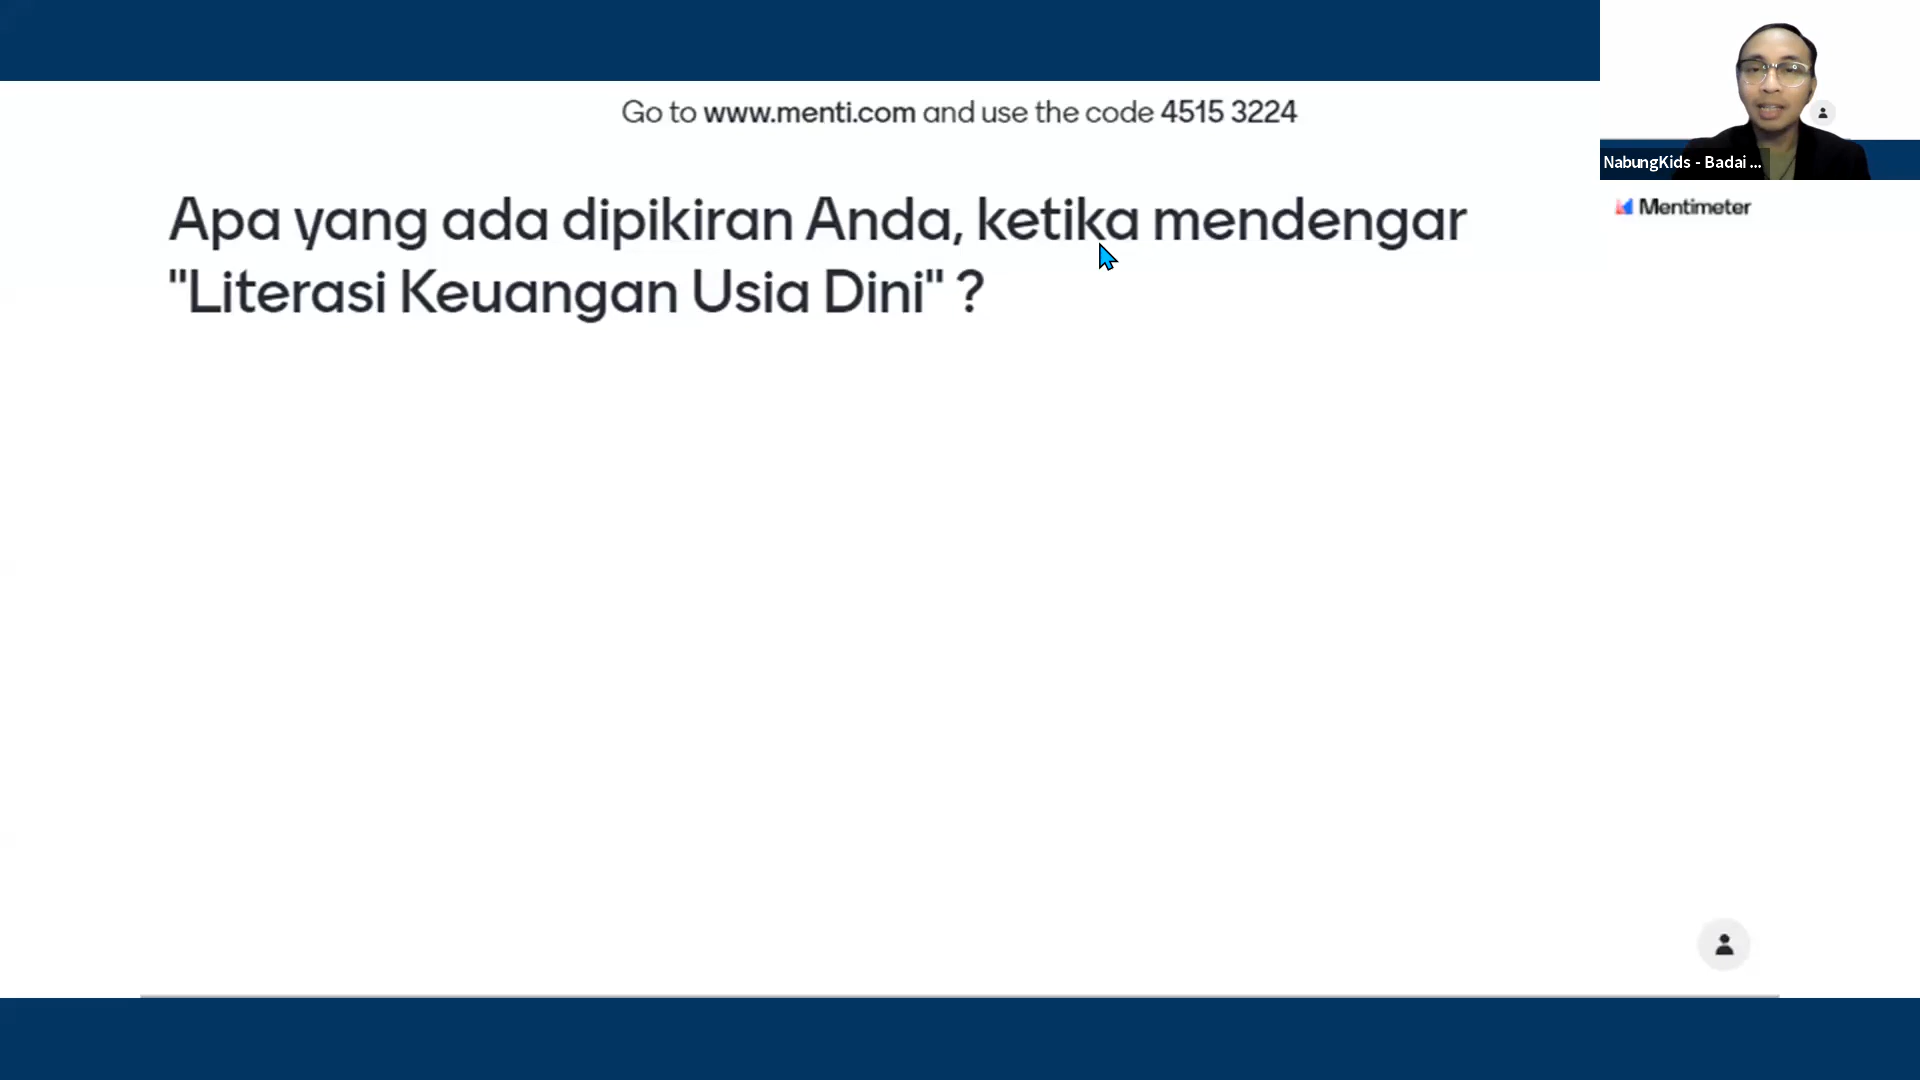 Go to www.menti.com and use the code 4515 3224
NabungKids - Badai ...
Mentimeter
Apa yang ada dipikiran Anda, ketika mendengar
"Literasi Keuangan Usia Dini" ?